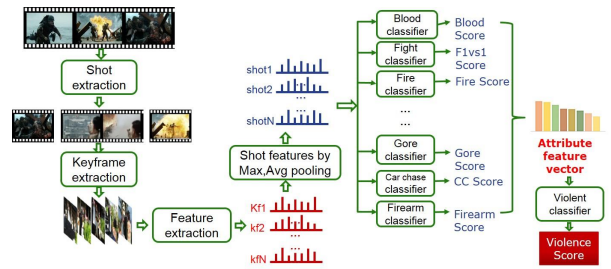 Shot
extraction
Keyframe
extraction
Feature
extraction
Kf1
kf2
...
...
kfN
Shot features by
Max,Avg pooling
shot1
shot2
...
...
shotN
Blood
classifier
Blood
Score
Fight
classifier
F1vs1
Score
Fire
classifier
Fire Score
...
...
Gore
classifier
Gore
Score
Car chase
classifier
CC Score
Firearm
classifier
Firearm
Score
Attribute
feature
vector
Violent
classifier
Violence
Score